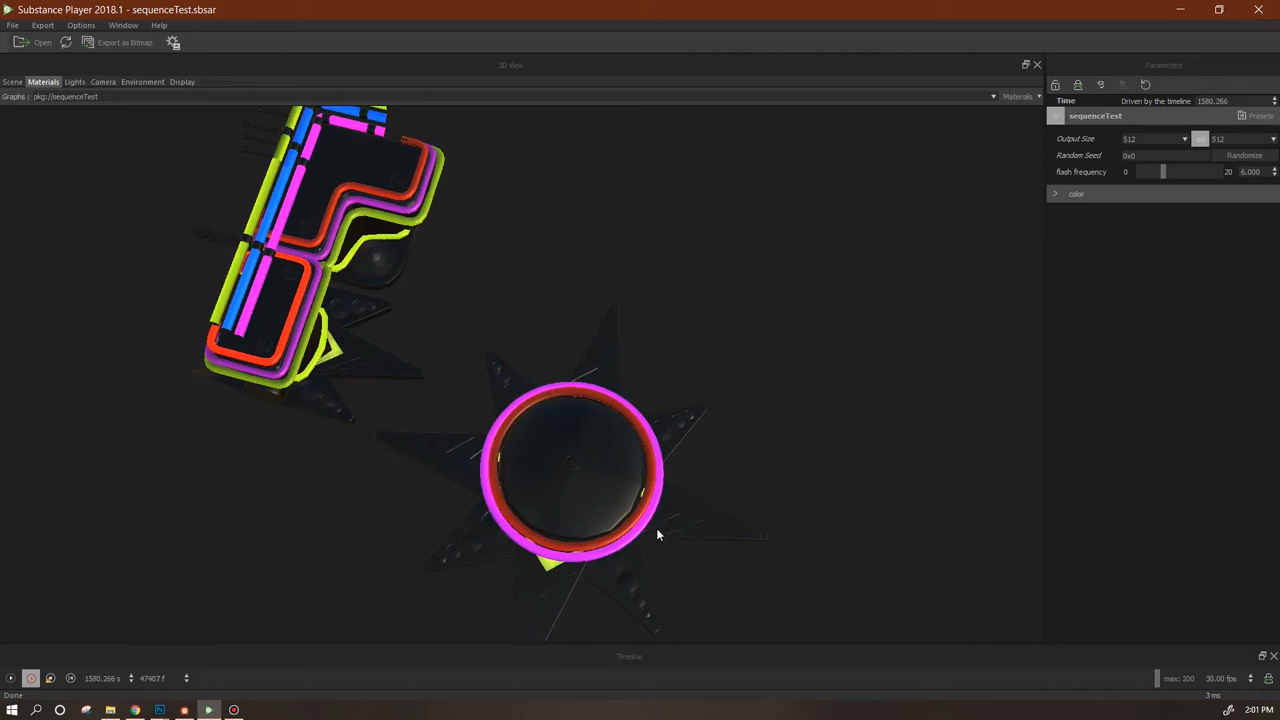 Substance Player 2018.1 - sequenceTest.sbsar
File Export Options Window Help
Open Export as Bitmap
3D View
Parameters
Scene Materials Lights Camera Environment Display
Graphs : pkg://sequenceTest Materials
Time Driven by the timeline 1580.266
sequenceTest Presets
Output Size 512 512
Random Seed 0x0 Randomize
flash frequency 0 20 6.000
color
Timeline
1580.266 s 47407 f max: 200 30.00 fps
Done 3 ms
2:01 PM